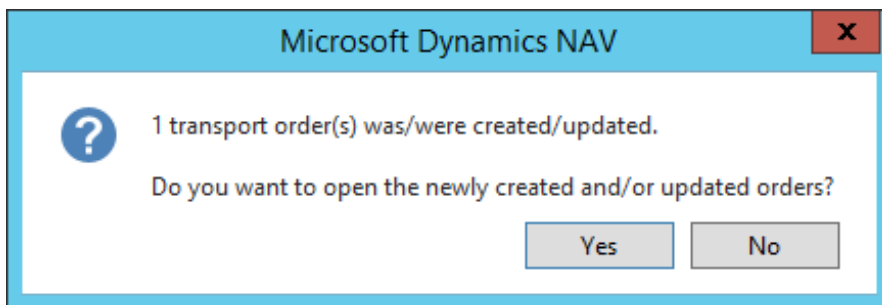 Microsoft Dynamics NAV
x
?
1 transport order(s) was/were created/updated.
Do you want to open the newly created and/or updated orders?
Yes No